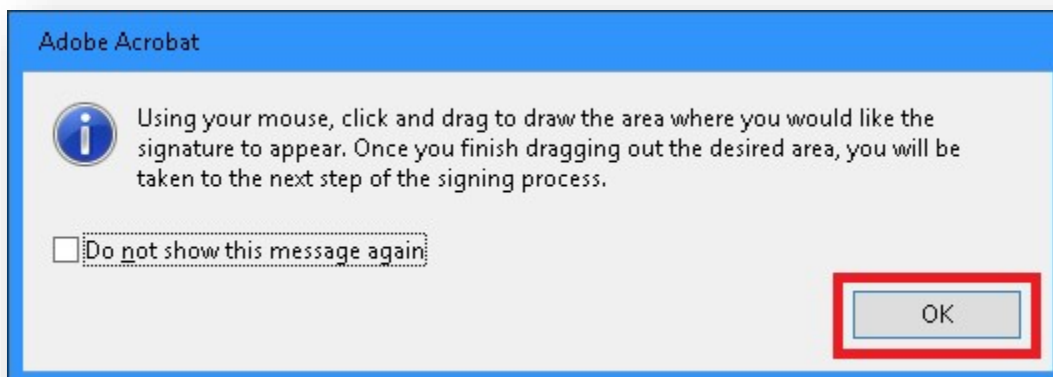 Adobe Acrobat
Using your mouse, click and drag to draw the area where you would like the
signature to appear. Once you finish dragging out the desired area, you will be
taken to the next step of the signing process.
Do not show this message again
OK